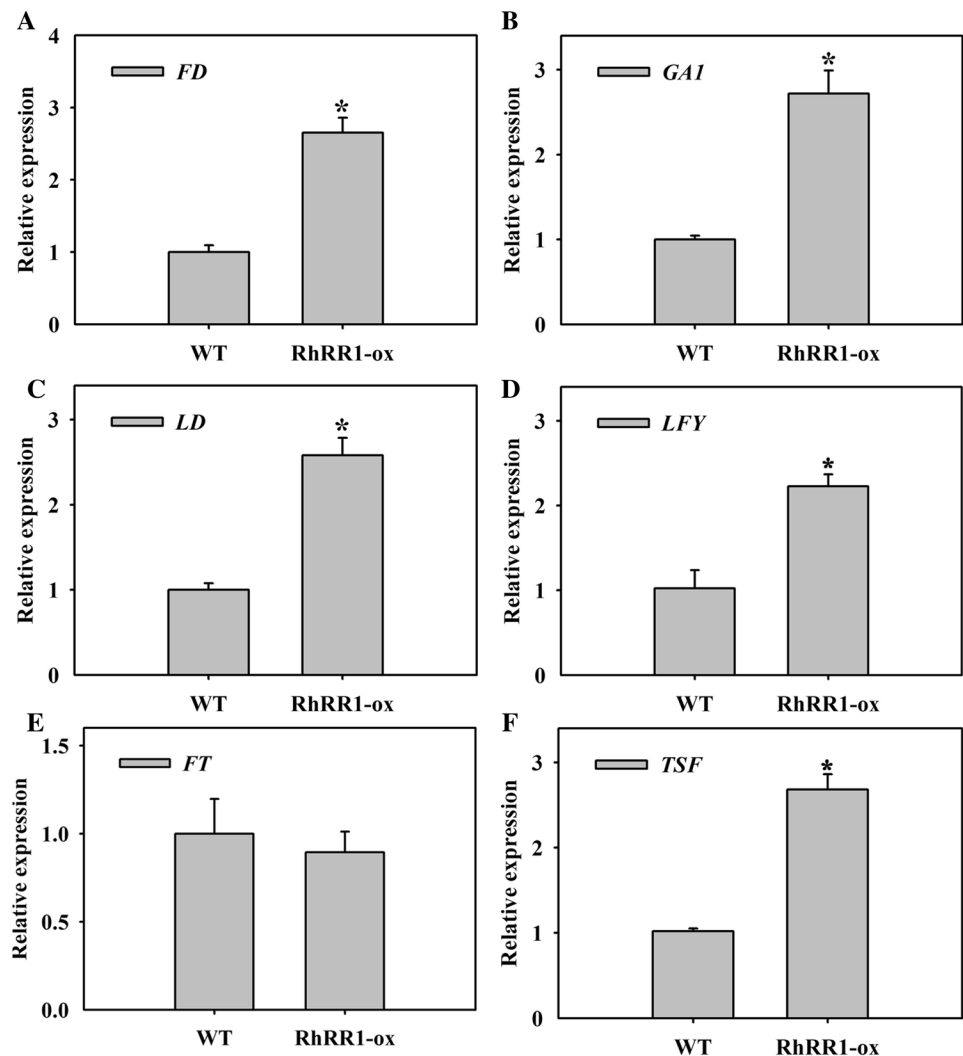 A
4
3
2
1
0
Relative expression
FD
*
WT
RhRR1-ox
B
3
2
1
0
Relative expression
GA1
*
WT
RhRR1-ox
C
3
2
1
0
Relative expression
LD
*
WT
RhRR1-ox
D
3
2
1
0
Relative expression
LFY
*
WT
RhRR1-ox
E
1.5
1.0
0.5
0.0
Relative expression
FT
WT
RhRR1-ox
F
3
2
1
0
Relative expression
TSF
*
WT
RhRR1-ox